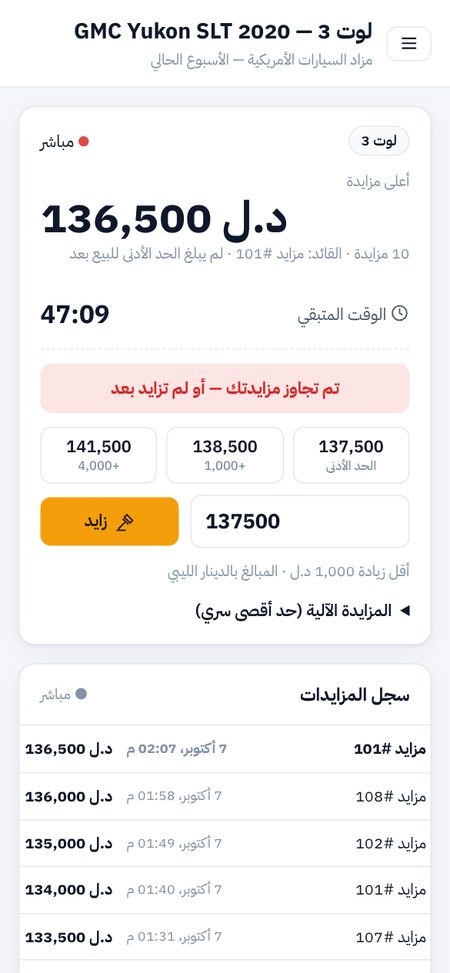 لوت 3 — GMC Yukon SLT 2020
مزاد السيارات الأمريكية — الأسبوع الحالي
لوت 3
مباشر
أعلى مزايدة
136,500 د.ل
10 مزايدة · القائد: مزايد #101 · لم يبلغ الحد الأدنى للبيع بعد
الوقت المتبقي
47:09
تم تجاوز مزايدتك — أو لم تزايد بعد
137,500
الحد الأدنى
138,500
+1,000
141,500
+4,000
137500
زايد
أقل زيادة 1,000 د.ل · المبالغ بالدينار الليبي
المزايدة الآلية (حد أقصى سري)
سجل المزايدات
مباشر
مزايد #101 7 أكتوبر، 02:07 م 136,500 د.ل
مزايد #108 7 أكتوبر، 01:58 م 136,000 د.ل
مزايد #102 7 أكتوبر، 01:49 م 135,000 د.ل
مزايد #101 7 أكتوبر، 01:40 م 134,000 د.ل
مزايد #107 7 أكتوبر، 01:31 م 133,500 د.ل